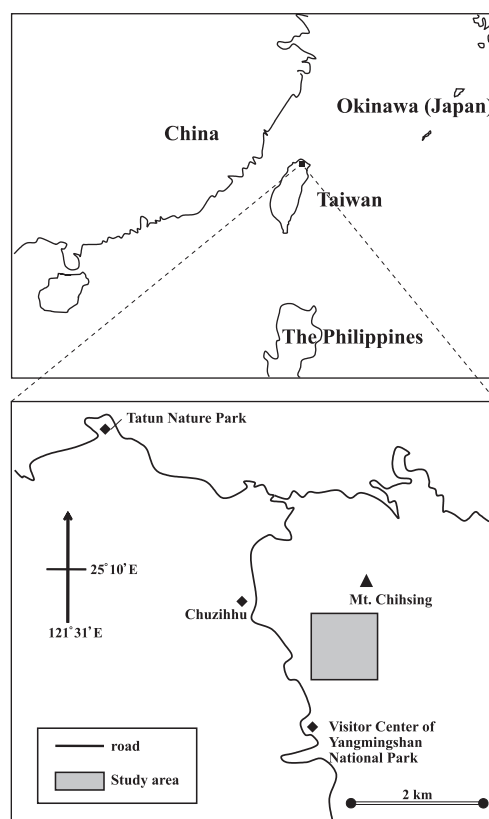 China
Okinawa (Japan)
Taiwan
The Philippines
Tatun Nature Park
25°10’E
121°31’E
Mt. Chihsing
Chuzihhu
Visitor Center of
Yangmingshan
National Park
road
Study area
2 km